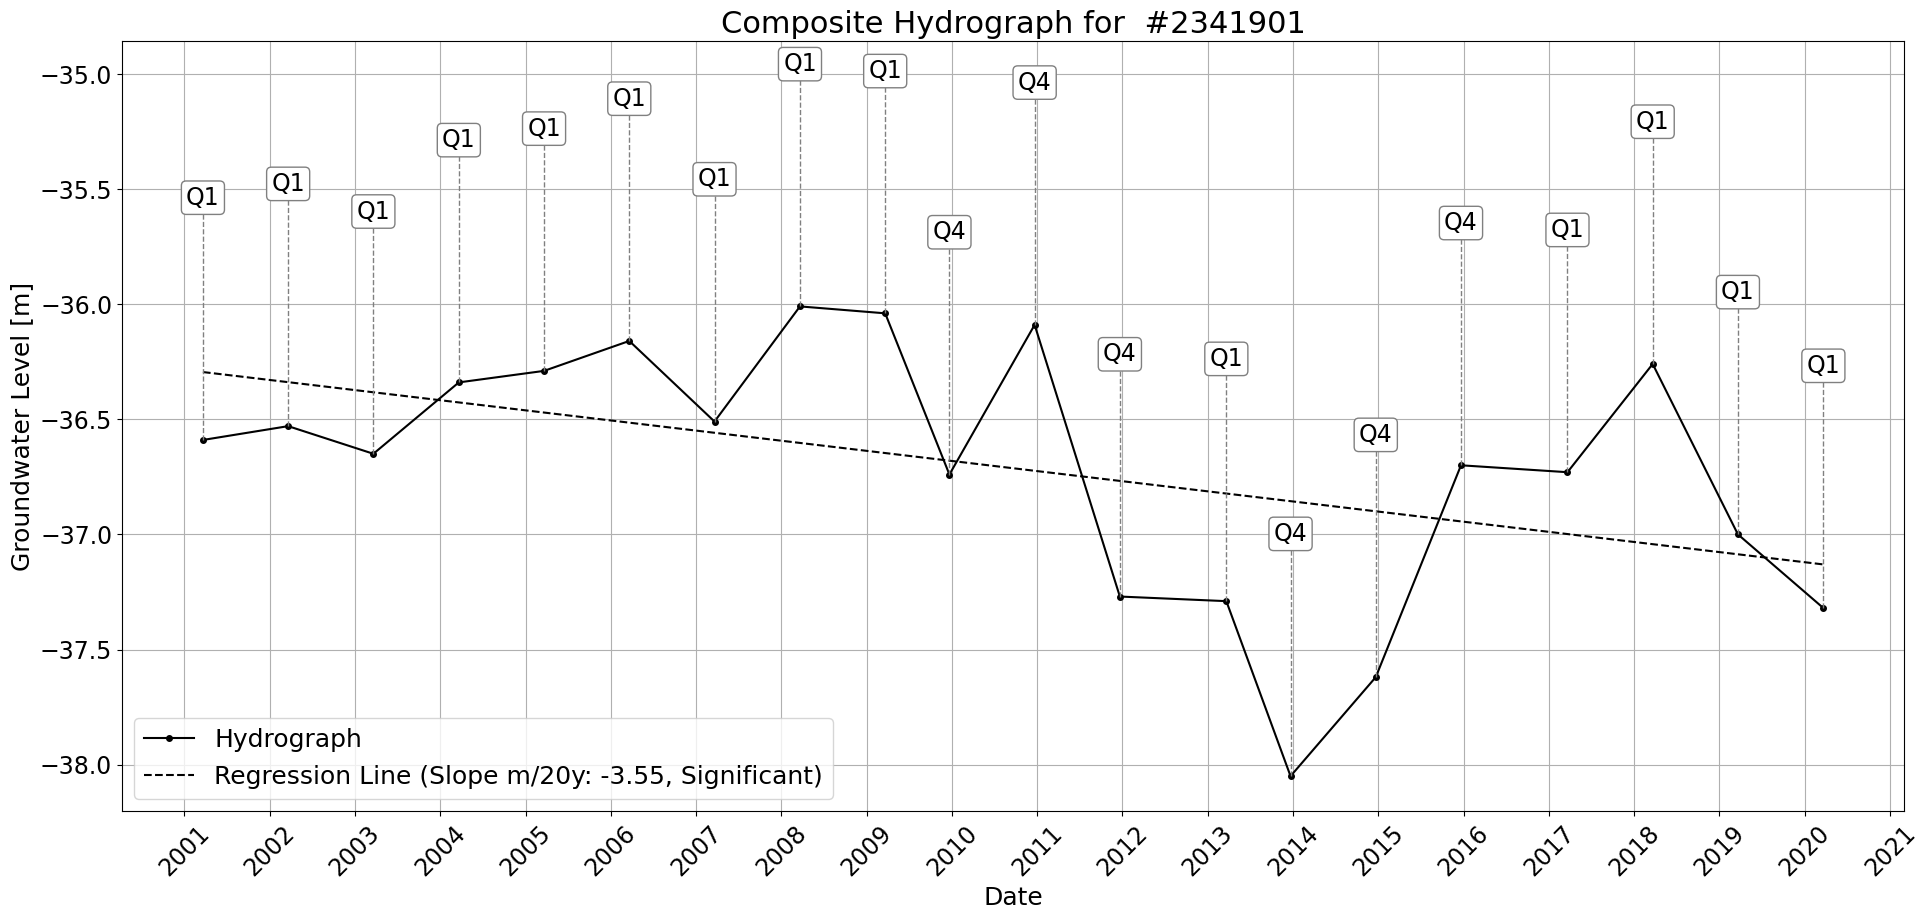 Composite Hydrograph for #2341901
−35.0
−35.5
−36.0
−36.5
−37.0
−37.5
−38.0
Groundwater Level [m]
Q1
Q1
Q1
Q1
Q1
Q1
Q1
Q1
Q1
Q4
Q4
Q4
Q1
Q4
Q4
Q4
Q1
Q1
Q1
Q1
Hydrograph
Regression Line (Slope m/20y: -3.55, Significant)
2001
2002
2003
2004
2005
2006
2007
2008
2009
2010
2011
2012
2013
2014
2015
2016
2017
2018
2019
2020
2021
Date